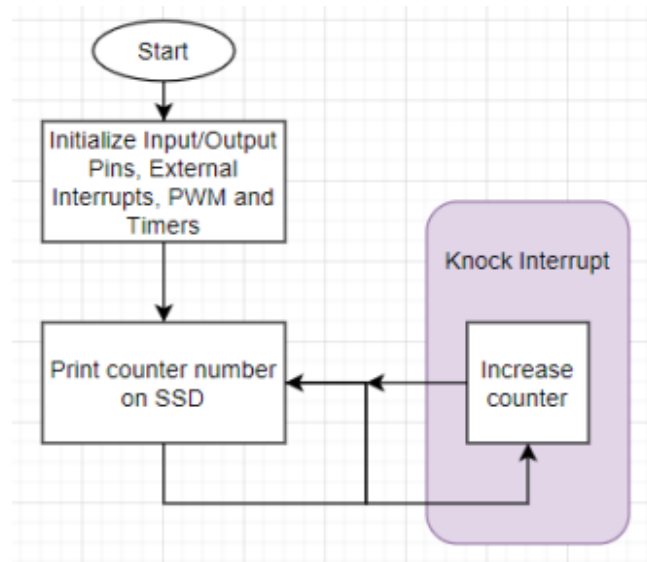 Start
Initialize Input/Output
Pins, External
Interrupts, PWM and
Timers
Knock Interrupt
Print counter number
on SSD
Increase
counter